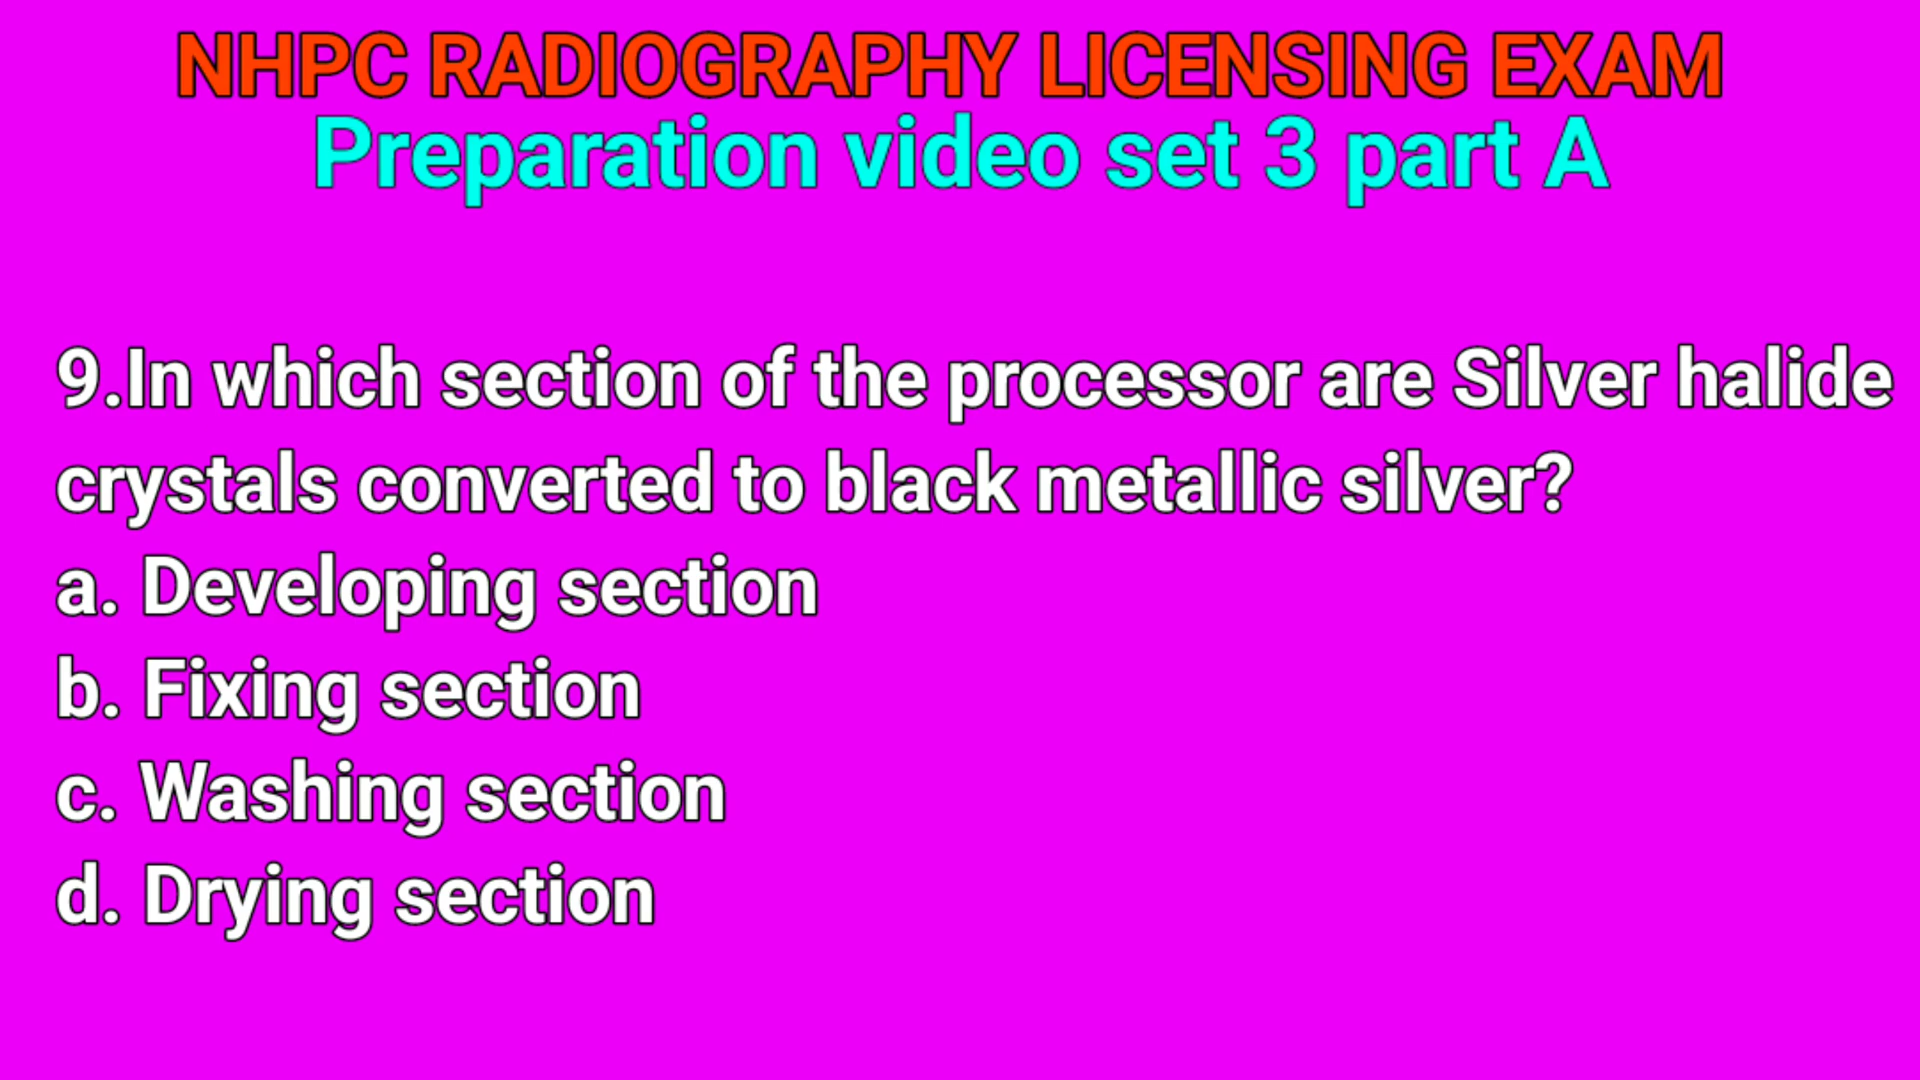 NHPC RADIOGRAPHY LICENSING EXAM
Preparation video set 3 part A
9.In which section of the processor are Silver halide
crystals converted to black metallic silver?
a. Developing section
b. Fixing section
c. Washing section
d. Drying section